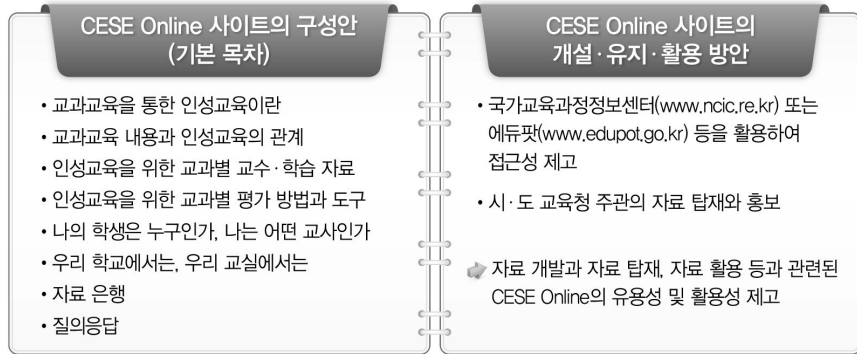 CESE Online 사이트의 구성안
(기본 목차)
• 교과교육을 통한 인성교육이란
• 교과교육 내용과 인성교육의 관계
• 인성교육을 위한 교과별 교수·학습 자료
• 인성교육을 위한 교과별 평가 방법과 도구
• 나의 학생은 누구인가, 나는 어떤 교사인가
• 우리 학교에서는, 우리 교실에서는
• 자료 은행
• 질의응답
CESE Online 사이트의
개설·유지·활용 방안
• 국가교육과정정보센터(www.ncic.re.kr) 또는
에듀팟(www.edupot.go.kr) 등을 활용하여
접근성 제고
• 시·도 교육청 주관의 자료 탑재와 홍보
자료 개발과 자료 탑재, 자료 활용 등과 관련된
CESE Online의 유용성 및 활용성 제고